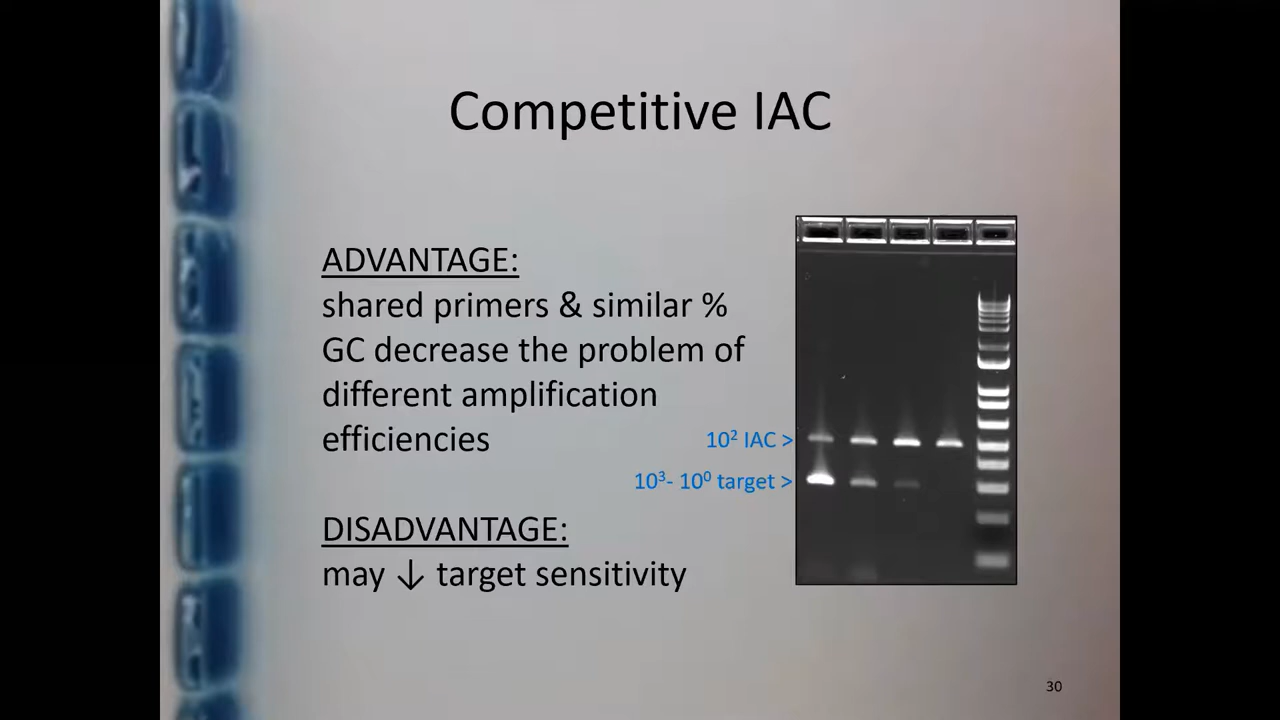 Competitive IAC
ADVANTAGE:
shared primers & similar %
GC decrease the problem of
different amplification
efficiencies
10² IAC >
10³- 10⁰ target >
DISADVANTAGE:
may ↓ target sensitivity
30